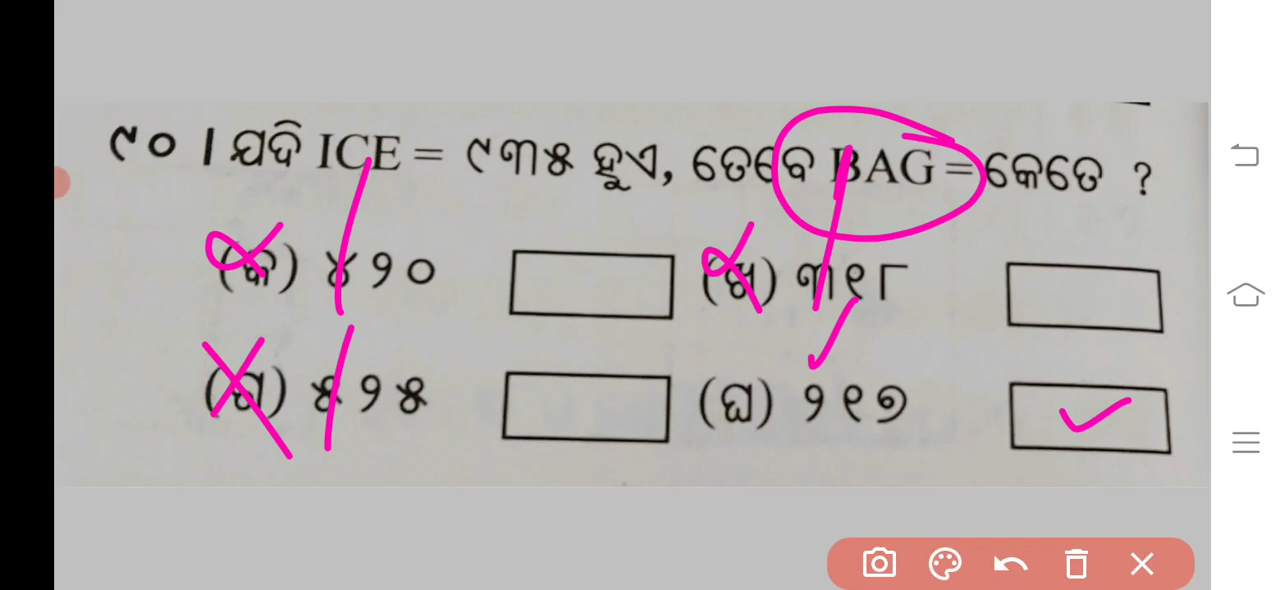 ୯୦ । ଯଦି ICE = ୯୩୫ ହୁଏ, ତେବେ BAG = କେତେ ?
(କ) ୪୨୦ (ଖ) ୩୧୮
(ଗ) ୫୨୫ (ଘ) ୨୧୭